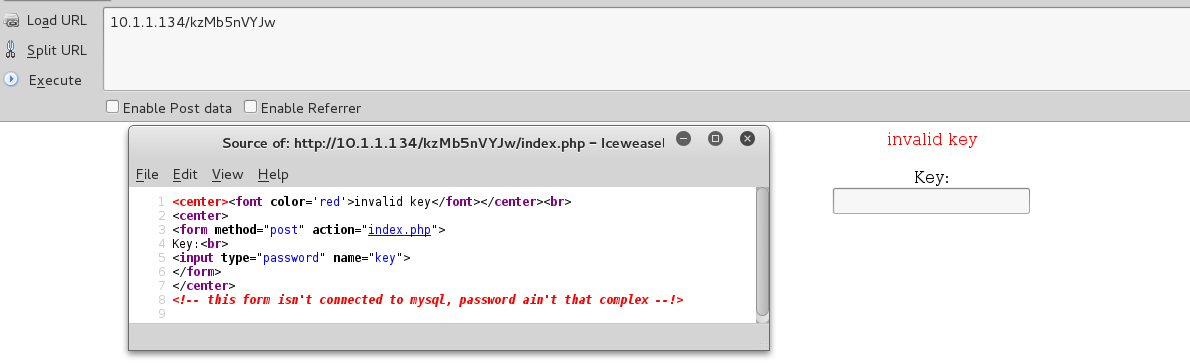 Load URL
10.1.1.134/kzMb5nVYJw
Split URL
Execute
Enable Post data
Enable Referrer
Source of: http://10.1.1.134/kzMb5nVYJw/index.php - Iceweasel
File Edit View Help
1 <center><font color='red'>invalid key</font></center><br>
2 <center>
3 <form method="post" action="index.php">
4 Key:<br>
5 <input type="password" name="key">
6 </form>
7 </center>
8 <!-- this form isn't connected to mysql, password ain't that complex --!>
9
invalid key
Key: